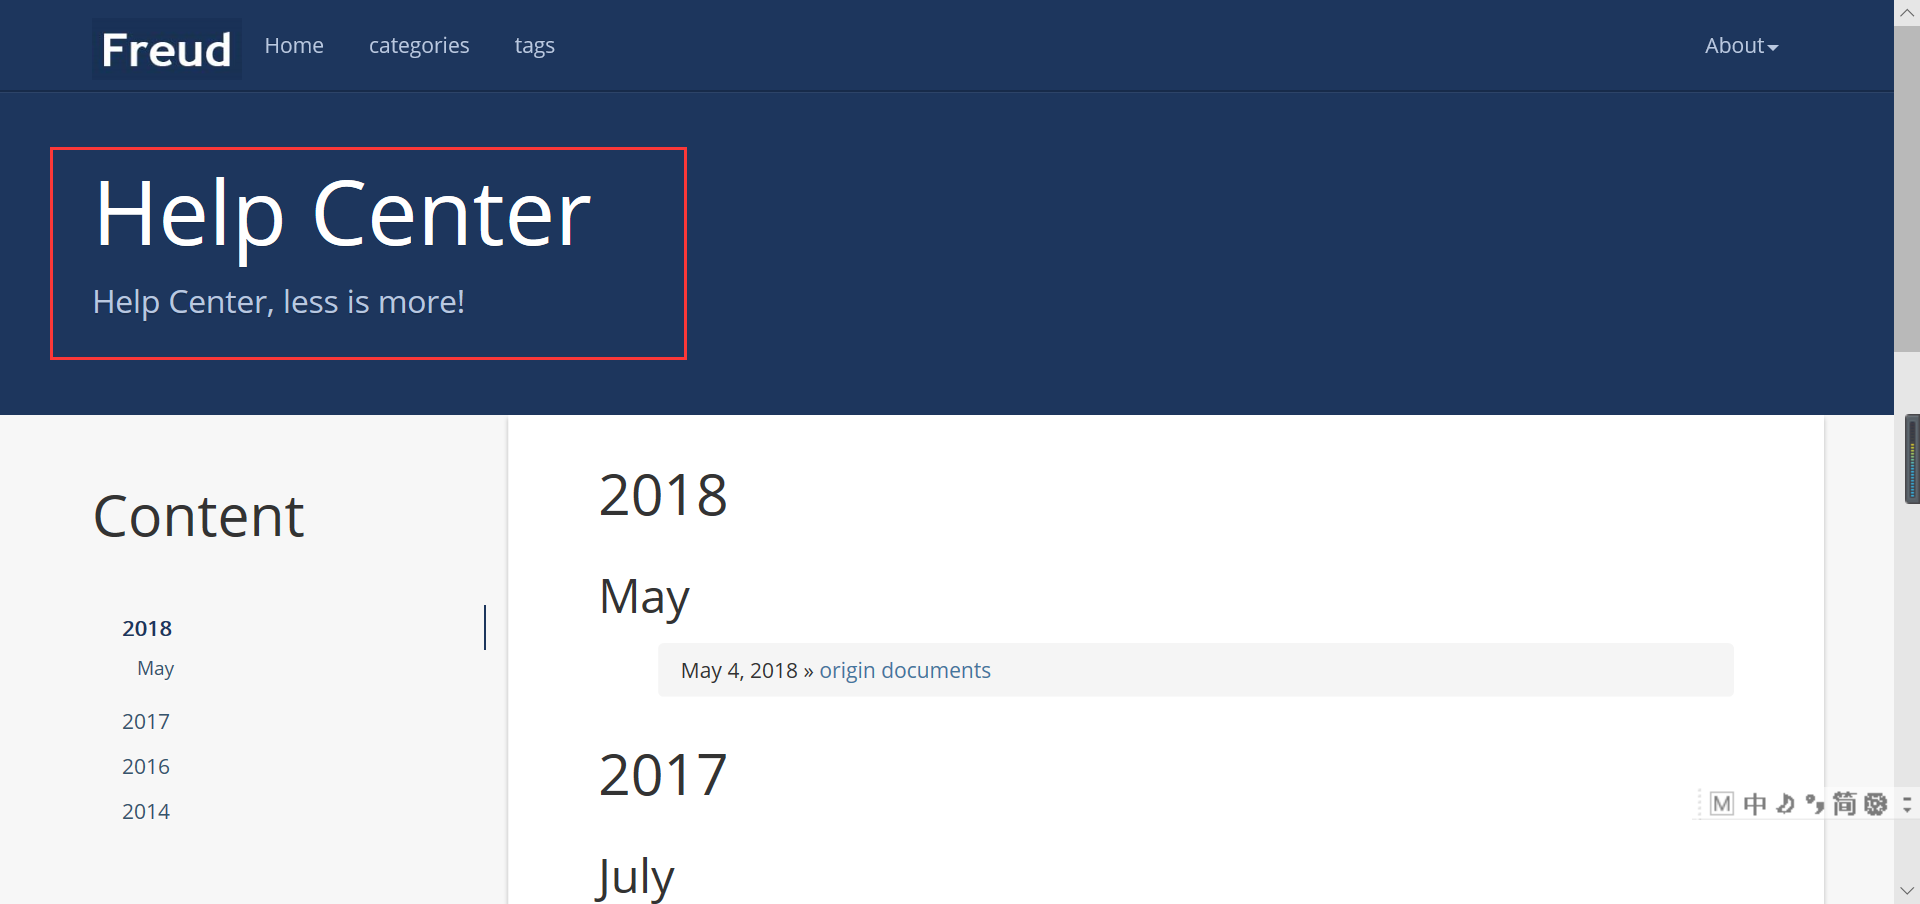 Freud Home categories tags About
Help Center
Help Center, less is more!
Content
2018
May
2017
2016
2014
2018
May
May 4, 2018 » origin documents
2017
July
M 中 简